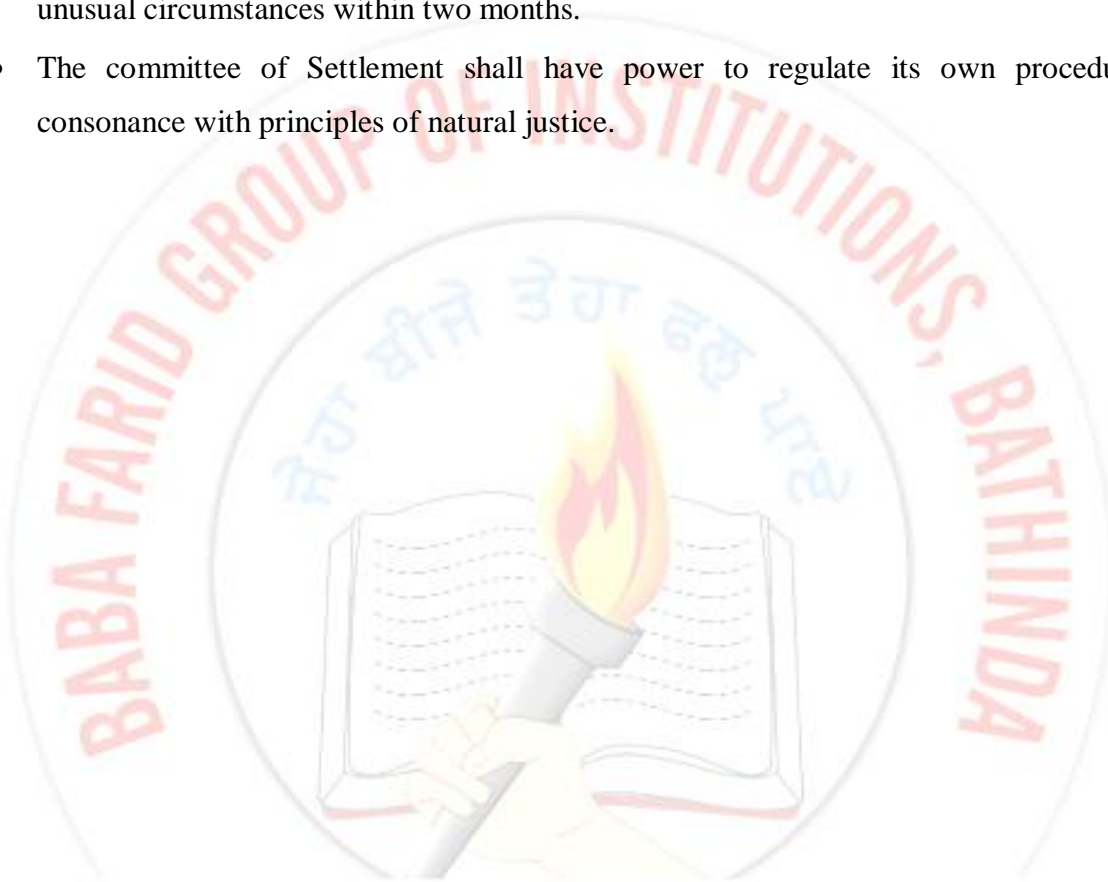 unusual circumstances within two months.
• The committee of Settlement shall have power to regulate its own
consonance with principles of natural justice.
BABA FARID GROUP OF INSTITUTIONS, BATHINDA
ਜੇਹਾ ਬੀਜੇ ਤੇਹਾ ਫਲੁ ਪਾਏ